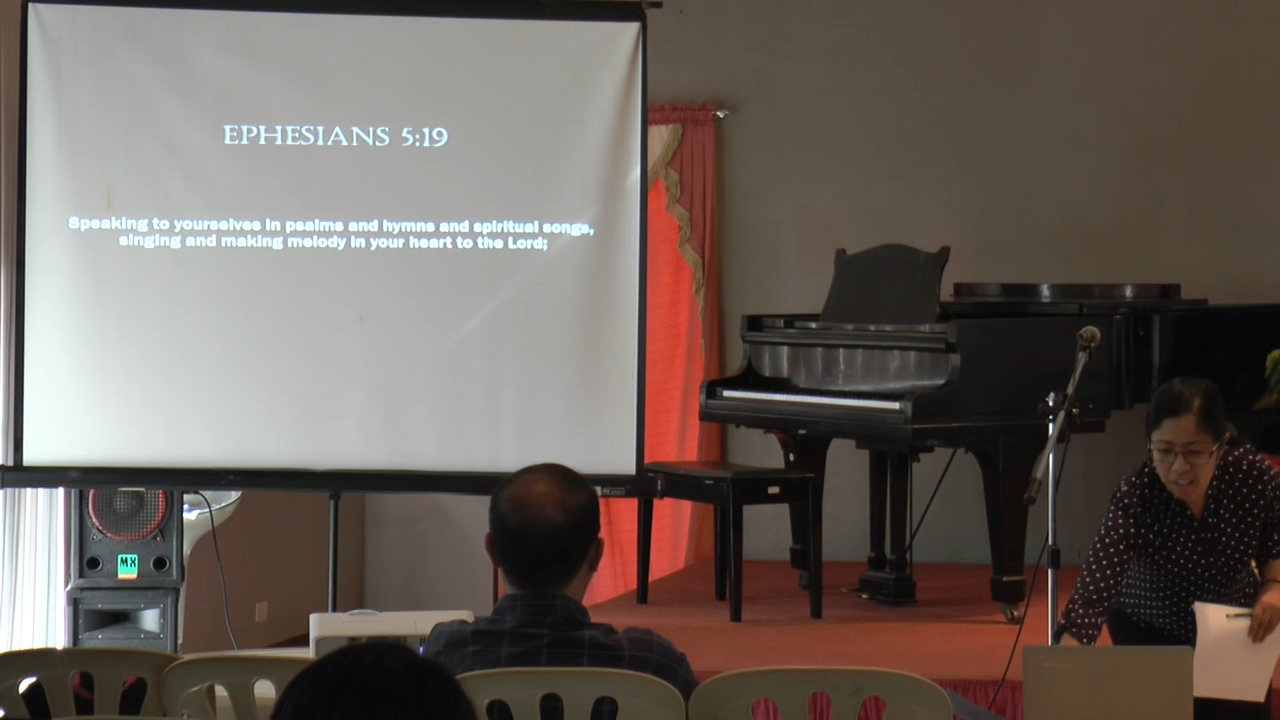 EPHESIANS 5:19
Speaking to yourselves in psalms and hymns and spiritual songs,
singing and making melody in your heart to the Lord;
MX